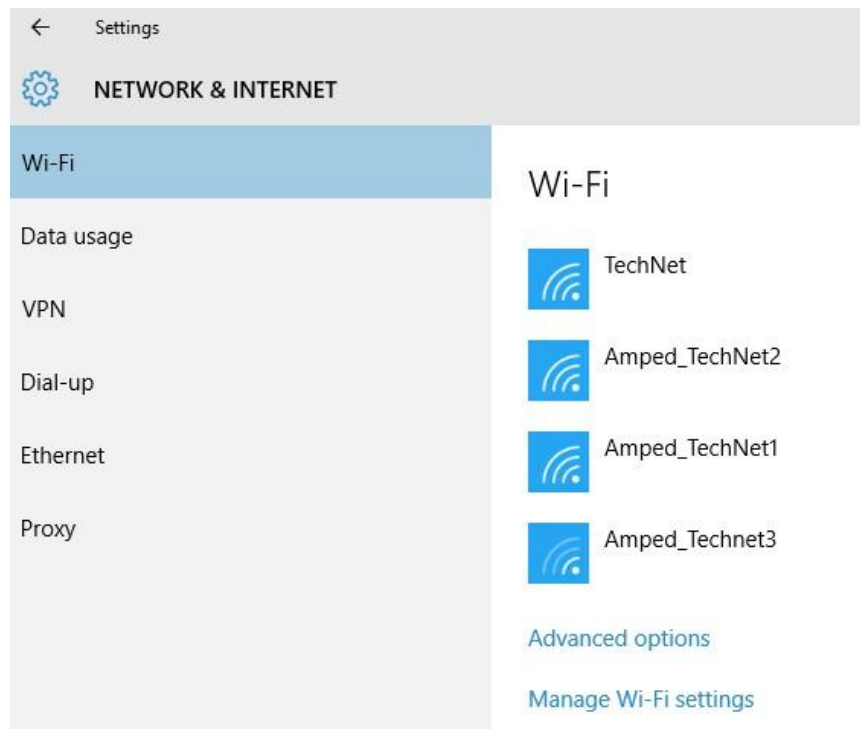 Settings
NETWORK & INTERNET
Wi-Fi
Data usage
VPN
Dial-up
Ethernet
Proxy
Wi-Fi
TechNet
Amped_TechNet2
Amped_TechNet1
Amped_Technet3
Advanced options
Manage Wi-Fi settings